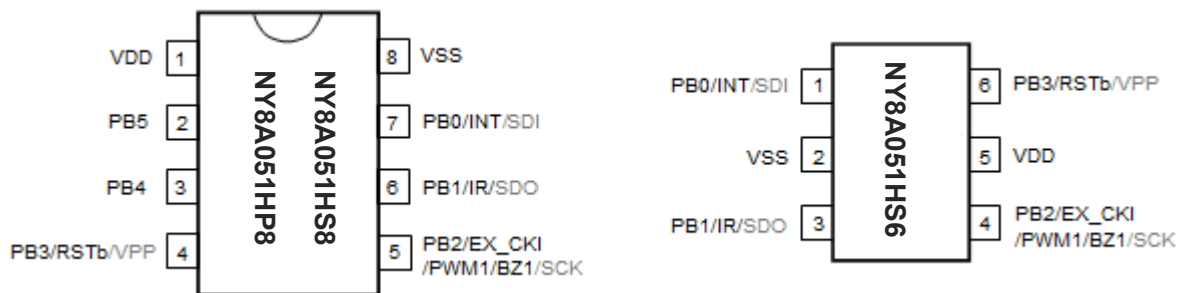 VDD 1
PB5 2
PB4 3
PB3/RSTb/VPP 4
NY8A051HP8
NY8A051HS8
8 VSS
7 PB0/INT/SDI
6 PB1/IR/SDO
5 PB2/EX_CKI
/PWM1/BZ1/SCK
PB0/INT/SDI 1
VSS 2
PB1/IR/SDO 3
NY8A051HS6
6 PB3/RSTb/VPP
5 VDD
4 PB2/EX_CKI
/PWM1/BZ1/SCK